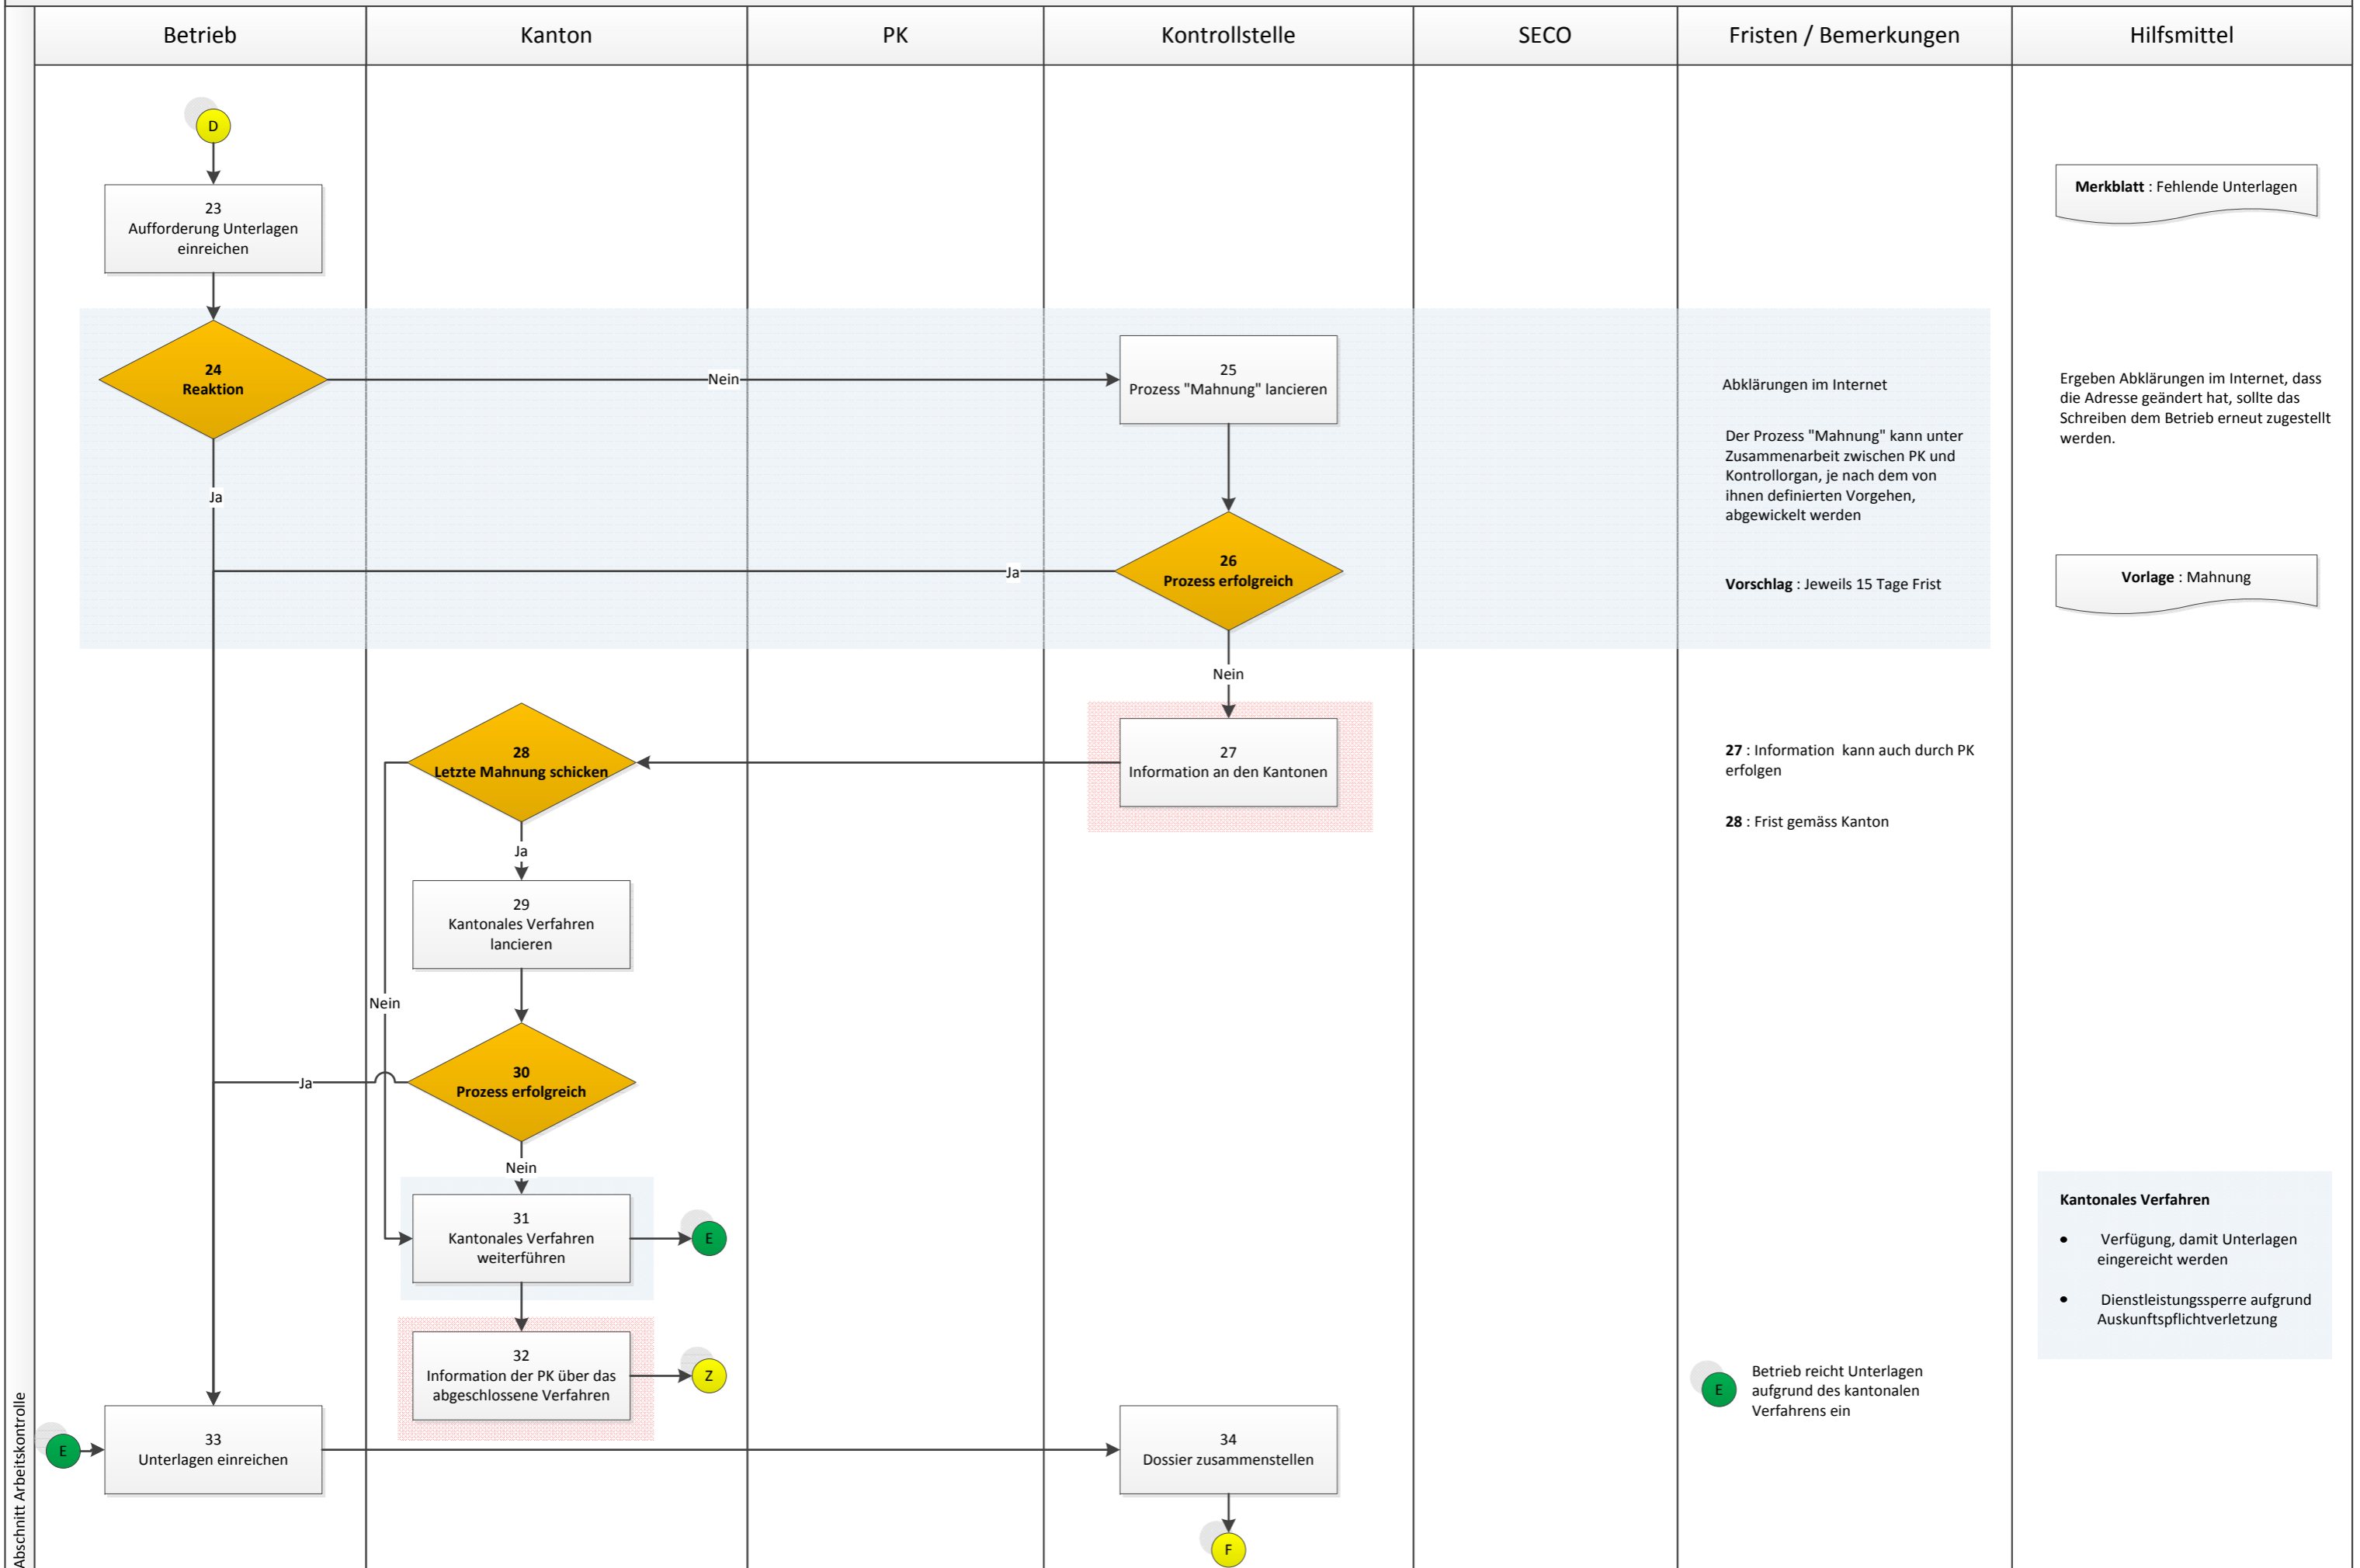 Betrieb
Kanton
PK
Kontrollstelle
SECO
Fristen / Bemerkungen
Hilfsmittel
D
23
Aufforderung Unterlagen
einreichen
Merkblatt : Fehlende Unterlagen
24
Reaktion
Nein
25
Prozess "Mahnung" lancieren
Abklärungen im Internet
Der Prozess "Mahnung" kann unter
Zusammenarbeit zwischen PK und
Kontrollorgan, je nach dem von
ihnen definierten Vorgehen,
abgewickelt werden
Vorschlag : Jeweils 15 Tage Frist
Ergeben Abklärungen im Internet, dass
die Adresse geändert hat, sollte das
Schreiben dem Betrieb erneut zugestellt
werden.
Ja
26
Prozess erfolgreich
Ja
Vorlage : Mahnung
Nein
28
Letzte Mahnung schicken
27
Information an den Kantonen
27 : Information  kann auch durch PK
erfolgen
28 : Frist gemäss Kanton
Ja
29
Kantonales Verfahren
lancieren
Nein
30
Prozess erfolgreich
Ja
Nein
31
Kantonales Verfahren
weiterführen
E
Kantonales Verfahren
• Verfügung, damit Unterlagen
eingereicht werden
• Dienstleistungssperre aufgrund
Auskunftspflichtverletzung
32
Information der PK über das
abgeschlossene Verfahren
Z
E
Betrieb reicht Unterlagen
aufgrund des kantonalen
Verfahrens ein
E
33
Unterlagen einreichen
34
Dossier zusammenstellen
F
Abschnitt Arbeitskontrolle